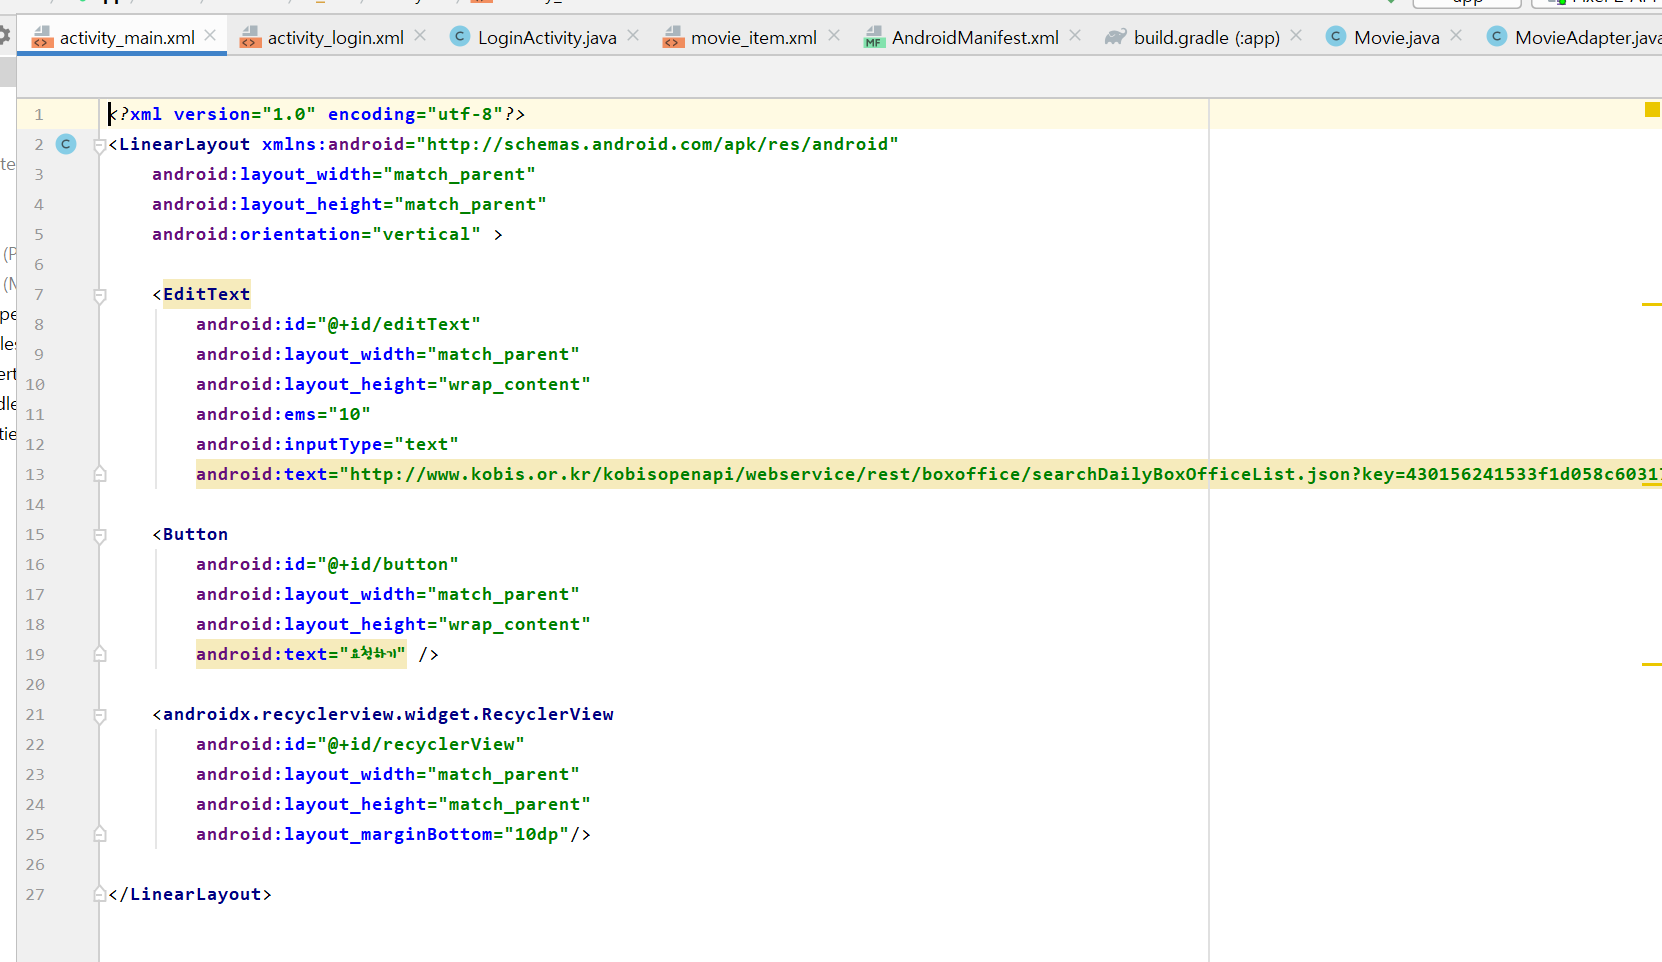 activity_main.xml activity_login.xml LoginActivity.java movie_item.xml AndroidManifest.xml build.gradle (:app) Movie.java MovieAdapter.java
1 <?xml version="1.0" encoding="utf-8"?>
2 <LinearLayout xmlns:android="http://schemas.android.com/apk/res/android"
3 android:layout_width="match_parent"
4 android:layout_height="match_parent"
5 android:orientation="vertical" >
6
7 <EditText
8 android:id="@+id/editText"
9 android:layout_width="match_parent"
10 android:layout_height="wrap_content"
11 android:ems="10"
12 android:inputType="text"
13 android:text="http://www.kobis.or.kr/kobisopenapi/webservice/rest/boxoffice/searchDailyBoxOfficeList.json?key=430156241533f1d058c60317
14
15 <Button
16 android:id="@+id/button"
17 android:layout_width="match_parent"
18 android:layout_height="wrap_content"
19 android:text="요청하기" />
20
21 <androidx.recyclerview.widget.RecyclerView
22 android:id="@+id/recyclerView"
23 android:layout_width="match_parent"
24 android:layout_height="match_parent"
25 android:layout_marginBottom="10dp"/>
26
27 </LinearLayout>